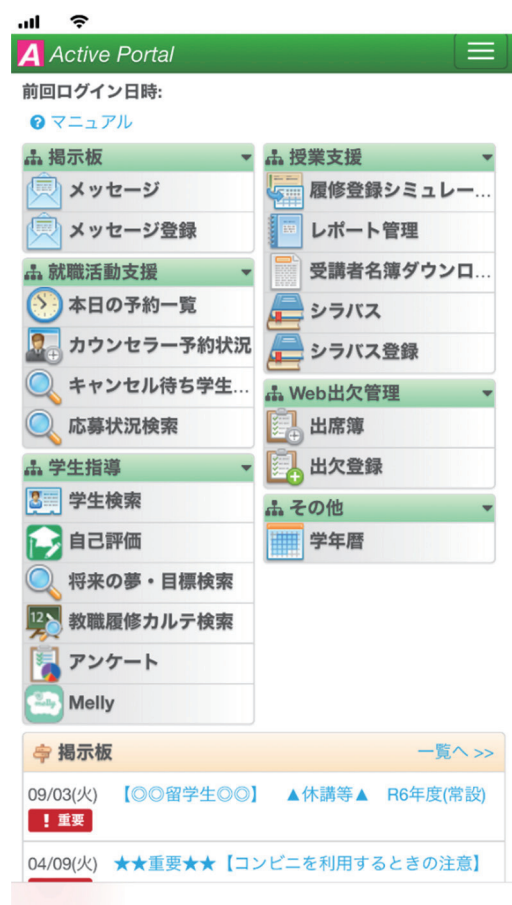 A Active Portal
前回ログイン日時:
? マニュアル
掲示板
メッセージ
メッセージ登録
就職活動支援
本日の予約一覧
カウンセラー予約状況
キャンセル待ち学生...
応募状況検索
学生指導
学生検索
自己評価
将来の夢・目標検索
12
教職履修カルテ検索
アンケート
melly
Melly
授業支援
履修登録シミュレー...
レポート管理
受講者名簿ダウンロ...
シラバス
シラバス登録
Web出欠管理
出席簿
出欠登録
その他
学年暦
掲示板 一覧へ >>
09/03(火) 【◎○留学生○◎】 ▲休講等▲ R6年度(常設)
! 重要
04/09(火) ★★重要★★【コンビニを利用するときの注意】